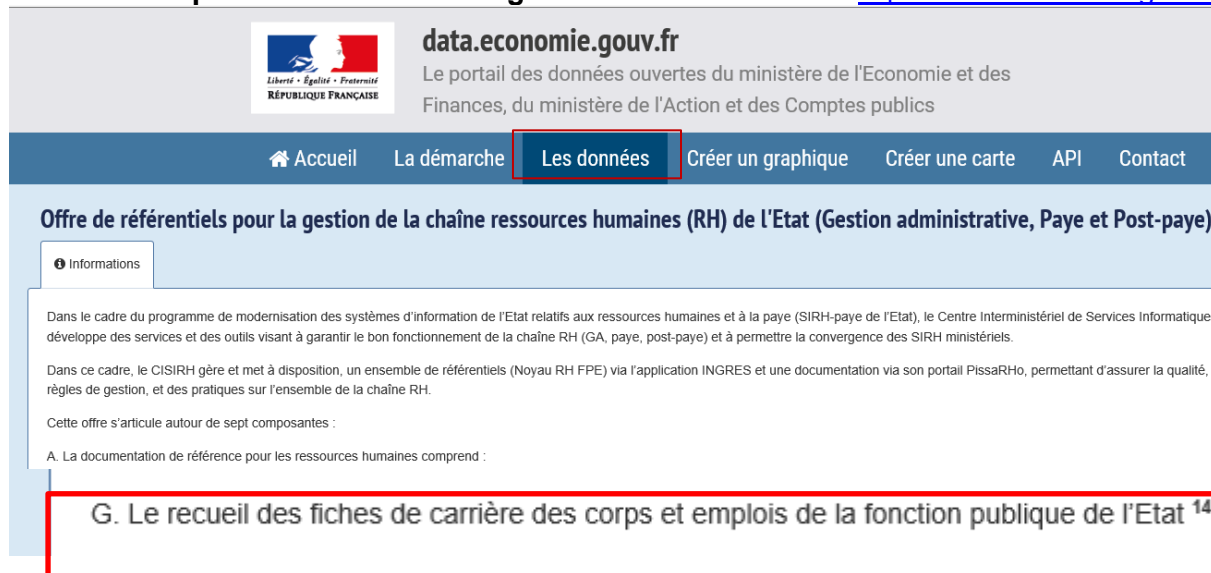 data.economie.gouv.fr
Le portail des données ouvertes du ministère de l'Economie et des
Finances, du ministère de l'Action et des Comptes publics
Liberté • Égalité • Fraternité
RÉPUBLIQUE FRANÇAISE
Accueil La démarche Les données Créer un graphique Créer une carte API Contact
Offre de référentiels pour la gestion de la chaîne ressources humaines (RH) de l'Etat (Gestion administrative, Paye et Post-paye)
Informations
Dans le cadre du programme de modernisation des systèmes d'information de l'Etat relatifs aux ressources humaines et à la paye (SIRH-paye de l'Etat), le Centre Interministériel de Services Informatique
développe des services et des outils visant à garantir le bon fonctionnement de la chaîne RH (GA, paye, post-paye) et à permettre la convergence des SIRH ministériels.
Dans ce cadre, le CISIRH gère et met à disposition, un ensemble de référentiels (Noyau RH FPE) via l'application INGRES et une documentation via son portail PissaRHo, permettant d'assurer la qualité,
règles de gestion, et des pratiques sur l'ensemble de la chaîne RH.
Cette offre s'articule autour de sept composantes :
A. La documentation de référence pour les ressources humaines comprend :
G. Le recueil des fiches de carrière des corps et emplois de la fonction publique de l'Etat 14